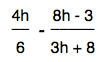 4h   8h - 3
— - ———
6   3h + 8